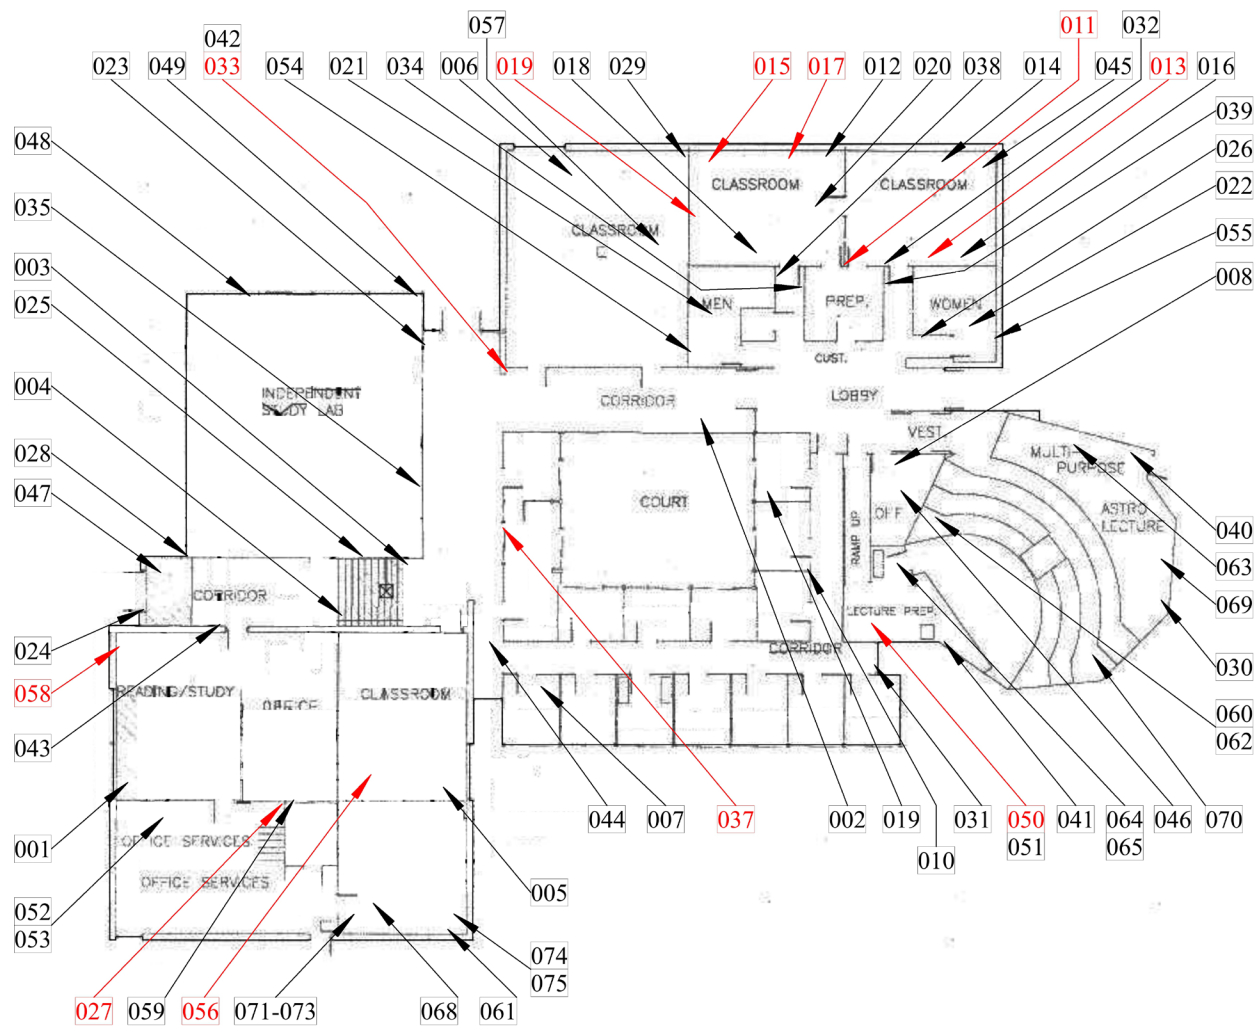 057
011
032
042
023
049
033
054
021
034
006
019
018
029
015
017
012
020
038
014
045
013
016
048
039
026
035
022
CLASSROOM
CLASSROOM
055
CLASSROOM
003
008
025
MEN
PREP.
WOMEN
CUST.
004
INDEPENDENT
STUDY LAB
CORRIDOR
LOBBY
VEST.
028
MULTI-
PURPOSE
047
COURT
OFF
ASTRO
LECTURE
040
RAMP UP
063
CORRIDOR
069
LECTURE PREP.
024
CORRIDOR
030
058
READING/STUDY
CLASSROOM
OFFICE
060
043
062
001
044
007
037
002
019
031
050
041
064
046
070
OFFICE SERVICES
010
051
065
OFFICE SERVICES
005
052
053
074
075
027
059
056
071-073
068
061